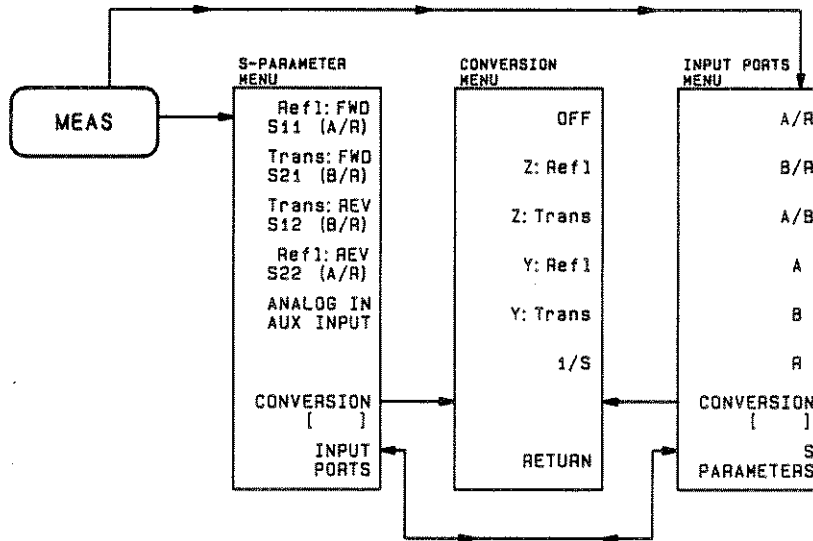 MEAS
S-PARAMETER
MENU
Refl: FWD
S11 (A/R)
Trans: FWD
S21 (B/R)
Trans: REV
S12 (B/R)
Refl: REV
S22 (A/R)
ANALOG IN
AUX INPUT
CONVERSION
[ ]
INPUT
PORTS
CONVERSION
MENU
OFF
Z: Refl
Z: Trans
Y: Refl
Y: Trans
1/S
RETURN
INPUT PORTS
MENU
A/R
B/R
A/B
A
B
R
CONVERSION
[ ]
S
PARAMETERS